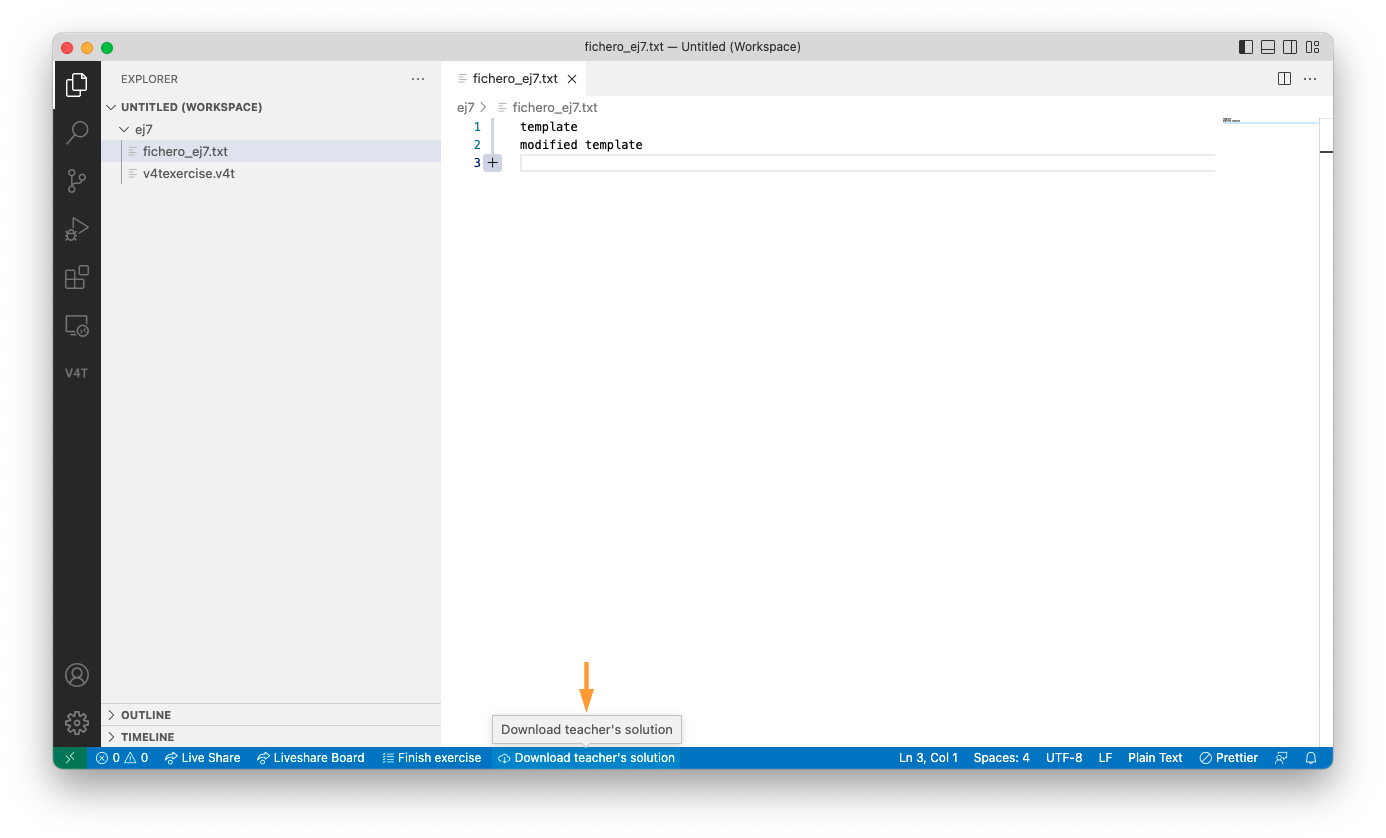 fichero_ej7.txt — Untitled (Workspace)
EXPLORER
UNTITLED (WORKSPACE)
ej7
fichero_ej7.txt
v4texercise.v4t
V4T
OUTLINE
TIMELINE
fichero_ej7.txt
ej7 > fichero_ej7.txt
1 template
2 modified template
3
Download teacher's solution
0 0 Live Share Liveshare Board Finish exercise Download teacher's solution Ln 3, Col 1 Spaces: 4 UTF-8 LF Plain Text Prettier